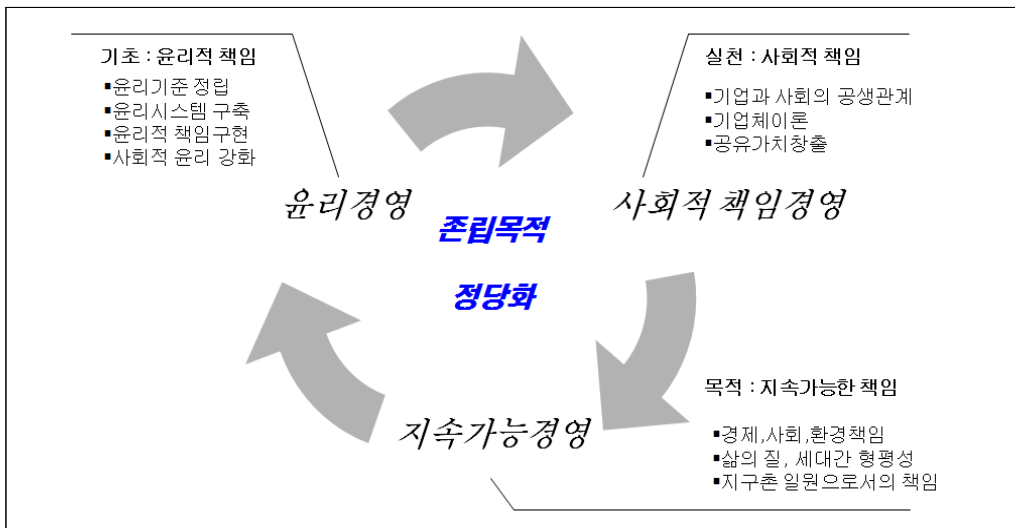 기초 : 윤리적 책임
▪윤리기준 정립
▪윤리시스템 구축
▪윤리적 책임구현
▪사회적 윤리 강화
윤리경영
실천 : 사회적 책임
▪기업과 사회의 공생관계
▪기업체이론
▪공유가치창출
사회적 책임경영
존립목적
정당화
지속가능경영
목적 : 지속가능한 책임
▪경제,사회,환경책임
▪삶의 질, 세대간 형평성
▪지구촌 일원으로서의 책임